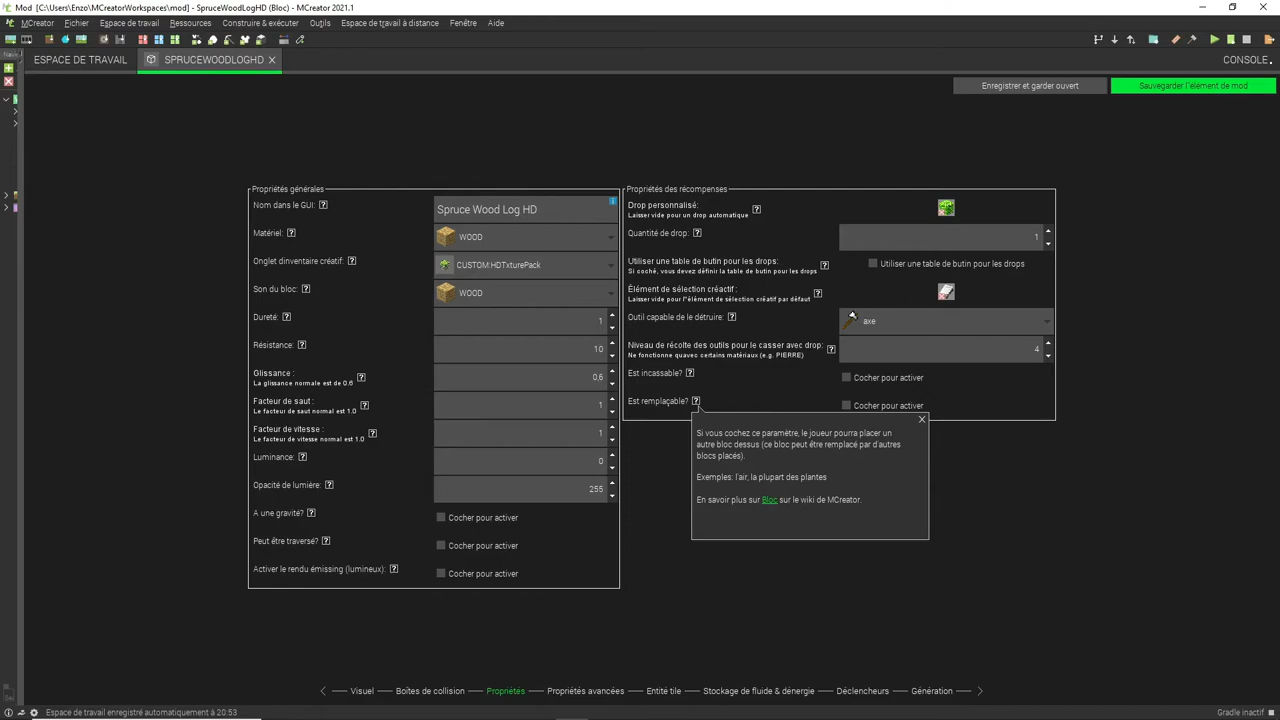 Mod [C:\Users\Enzo\MCreatorWorkspaces\mod] - SpruceWoodLogHD (Bloc) - MCreator 2021.1
MCreator Fichier Espace de travail Ressources Construire & exécuter Outils Espace de travail à distance Fenêtre Aide
ESPACE DE TRAVAIL SPRUCEWOODLOGHD CONSOLE
Enregistrer et garder ouvert Sauvegarder l'élément de mod
Propriétés générales
Nom dans le GUI: Spruce Wood Log HD
Matériel: WOOD
Onglet dinventaire créatif: CUSTOM:HDTxturePack
Son du bloc: WOOD
Dureté: 1
Résistance: 10
Glissance :
La glissance normale est de 0.6
0,6
Facteur de saut :
Le facteur de saut normal est 1.0
1
Facteur de vitesse :
Le facteur de vitesse normal est 1.0
1
Luminance: 0
Opacité de lumière: 255
A une gravité? Cocher pour activer
Peut être traversé? Cocher pour activer
Activer le rendu émissing (lumineux): Cocher pour activer
Propriétés des récompenses
Drop personnalisé:
Laisser vide pour un drop automatique
Quantité de drop: 1
Utiliser une table de butin pour les drops:
Si coché, vous devez définir la table de butin pour les drops
Utiliser une table de butin pour les drops
Élément de sélection créactif :
Laisser vide pour l"élément de sélection créactif par défaut
Outil capable de le détruire: axe
Niveau de récolte des outils pour le casser avec drop:
Ne fonctionne quavec certains matériaux (e.g. PIERRE)
4
Est incassable? Cocher pour activer
Est remplaçable? Cocher pour activer
Si vous cochez ce paramètre, le joueur pourra placer un
autre bloc dessus (ce bloc peut être remplacé par d'autres
blocs placés).
Exemples: l'air, la plupart des plantes
En savoir plus sur Bloc sur le wiki de MCreator.
Visuel Boîtes de collision Propriétés Propriétés avancées Entité tile Stockage de fluide & dénergie Déclencheurs Génération
Espace de travail enregistré automatiquement à 20:53 Gradle inactif